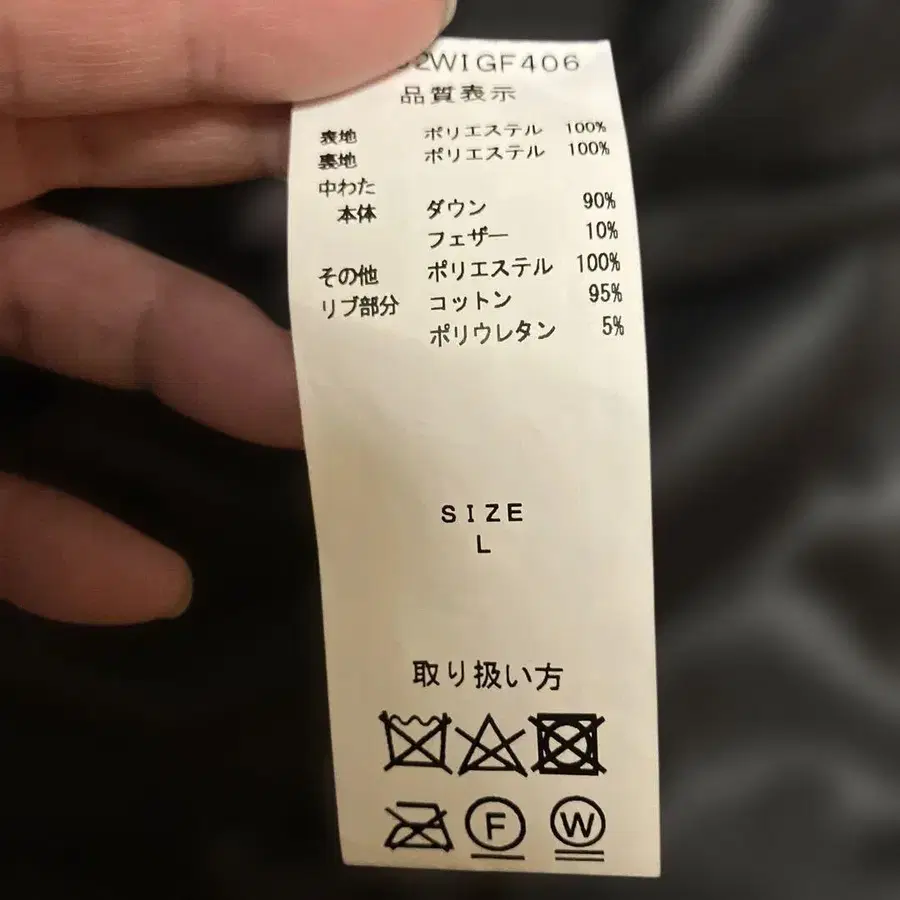 2WIGF406
品質表示
表地 ポリエステル 100%
裏地 ポリエステル 100%
中わた
本体 ダウン 90%
フェザー 10%
その他 ポリエステル 100%
リブ部分 コットン 95%
ポリウレタン 5%
SIZE
L
取り扱い方
F W